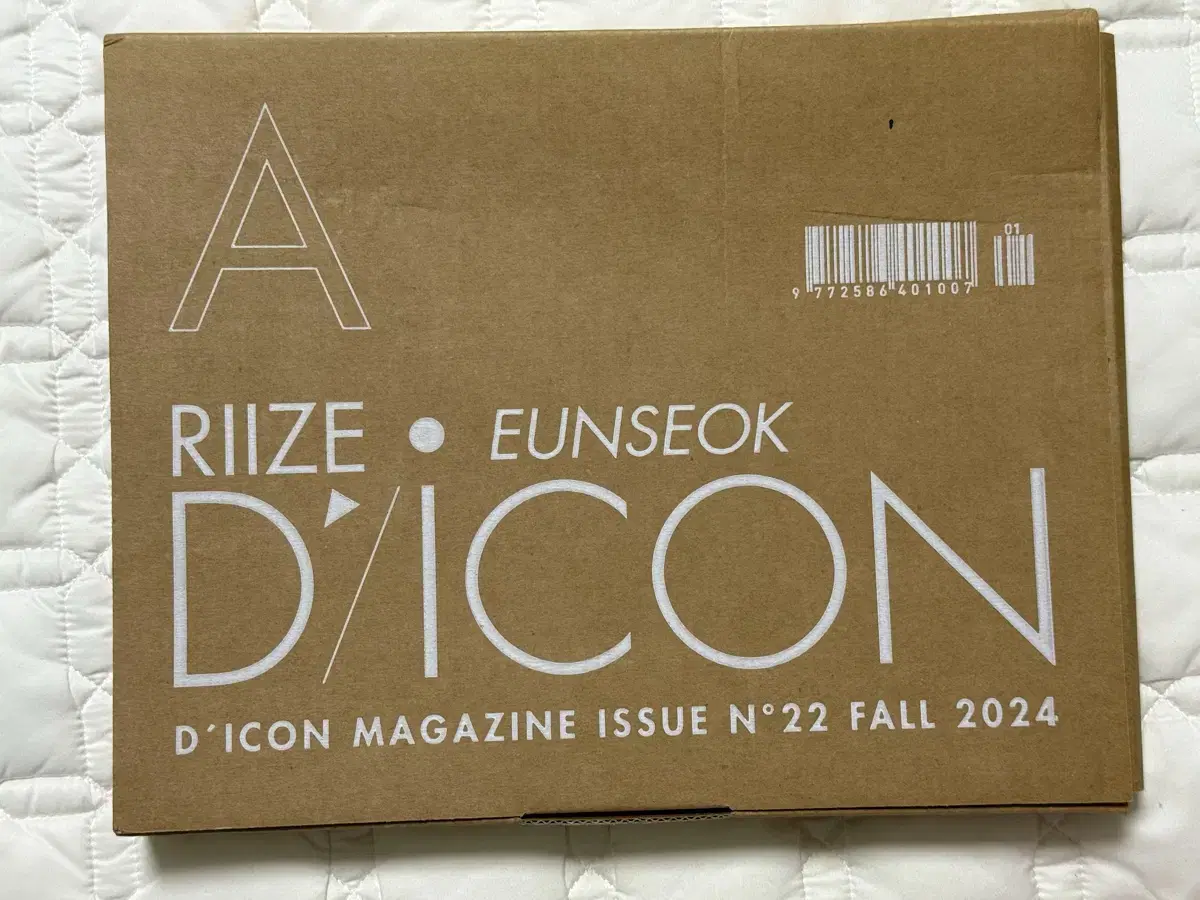 A
01
9 772586 401007
RIIZE • EUNSEOK
D'/ICON
D'ICON MAGAZINE ISSUE N°22 FALL 2024